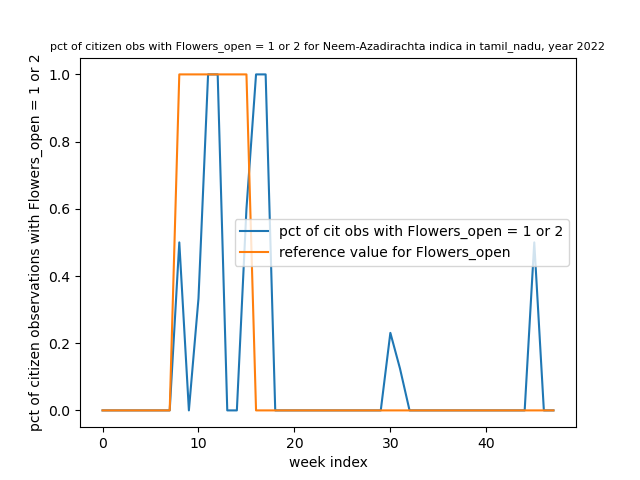 pct of citizen obs with Flowers_open = 1 or 2 for Neem-Azadirachta indica in tamil_nadu, year 2022
pct of citizen observations with Flowers_open = 1 or 2
1.0
0.8
0.6
0.4
0.2
0.0
pct of cit obs with Flowers_open = 1 or 2
reference value for Flowers_open
0 10 20 30 40
week index